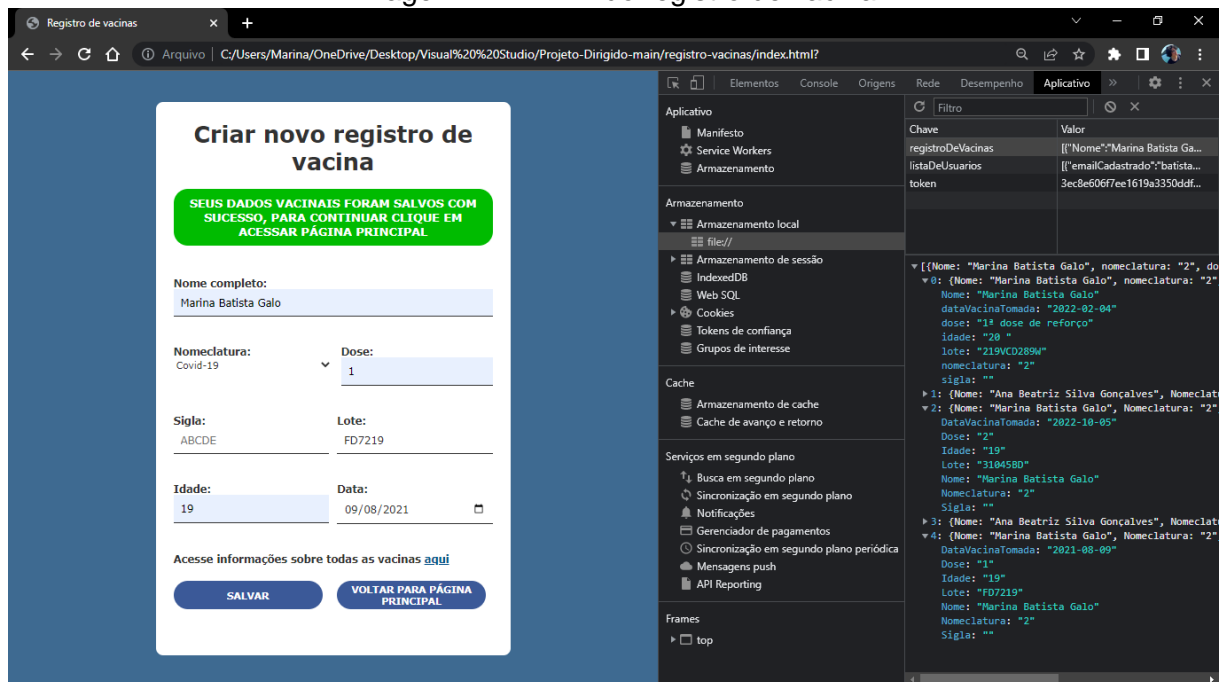 Registro de vacinas
Arquivo | C:/Users/Marina/OneDrive/Desktop/Visual%20%20Studio/Projeto-Dirigido-main/registro-vacinas/index.html?
Criar novo registro de
vacina
SEUS DADOS VACINAIS FORAM SALVOS COM
SUCESSO, PARA CONTINUAR CLIQUE EM
ACESSAR PÁGINA PRINCIPAL
Nome completo:
Marina Batista Galo
Nomeclatura: Dose:
Covid-19 1
Sigla: Lote:
ABCDE FD7219
Idade: Data:
19 09/08/2021
Acesse informações sobre todas as vacinas aqui
SALVAR
VOLTAR PARA PÁGINA
PRINCIPAL
Elementos Console Origens Rede Desempenho Aplicativo »
Aplicativo
Manifesto
Service Workers
Armazenamento
Armazenamento
Armazenamento local
file://
Armazenamento de sessão
IndexedDB
Web SQL
Cookies
Tokens de confiança
Grupos de interesse
Cache
Armazenamento de cache
Cache de avanço e retorno
Serviços em segundo plano
Busca em segundo plano
Sincronização em segundo plano
Notificações
Gerenciador de pagamentos
Sincronização em segundo plano periódica
Mensagens push
API Reporting
Frames
top
Filtro
Chave Valor
registroDeVacinas [{"Nome":"Marina Batista Ga...
listaDeUsuarios [{"emailCadastrado":"batista...
token 3ec8e606f7ee1619a3350ddf...
[{Nome: "Marina Batista Galo", nomeclatura: "2", do
0: {Nome: "Marina Batista Galo", nomeclatura: "2"
Nome: "Marina Batista Galo"
dataVacinaTomada: "2022-02-04"
dose: "1ª dose de reforço"
idade: "20 "
lote: "219VCD289W"
nomeclatura: "2"
sigla: ""
1: {Nome: "Ana Beatriz Silva Gonçalves", Nomeclat
2: {Nome: "Marina Batista Galo", Nomeclatura: "2"
DataVacinaTomada: "2022-10-05"
Dose: "2"
Idade: "19"
Lote: "31045BD"
Nome: "Marina Batista Galo"
Nomeclatura: "2"
Sigla: ""
3: {Nome: "Ana Beatriz Silva Gonçalves", Nomeclat
4: {Nome: "Marina Batista Galo", Nomeclatura: "2"
DataVacinaTomada: "2021-08-09"
Dose: "1"
Idade: "19"
Lote: "FD7219"
Nome: "Marina Batista Galo"
Nomeclatura: "2"
Sigla: ""